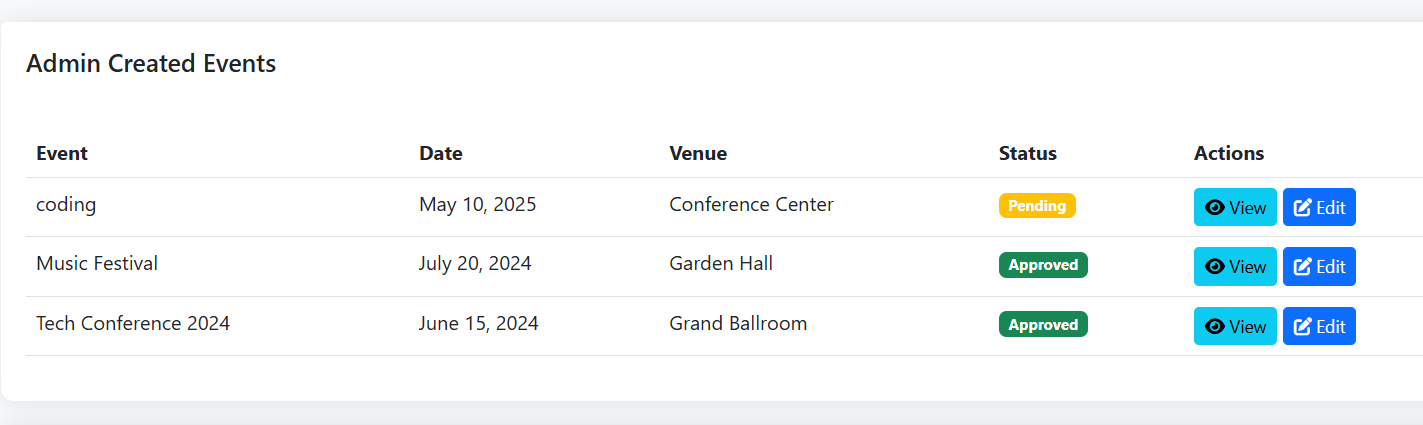 Admin Created Events
Event Date Venue Status Actions
coding May 10, 2025 Conference Center Pending View Edit
Music Festival July 20, 2024 Garden Hall Approved View Edit
Tech Conference 2024 June 15, 2024 Grand Ballroom Approved View Edit